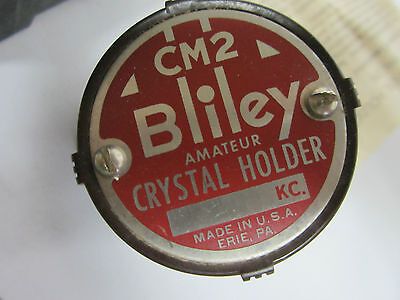 CM2
Bliley
AMATEUR
CRYSTAL HOLDER
KC.
MADE IN U.S.A.
ERIE, PA.